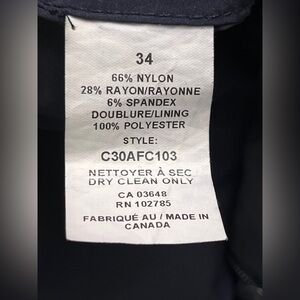 34
66% NYLON
28% RAYON/RAYONNE
6% SPANDEX
DOUBLURE/LINING
100% POLYESTER
STYLE:
C30AFC103
NETTOYER À SEC
DRY CLEAN ONLY
CA 03648
RN 102785
FABRIQUÉ AU / MADE IN
CANADA